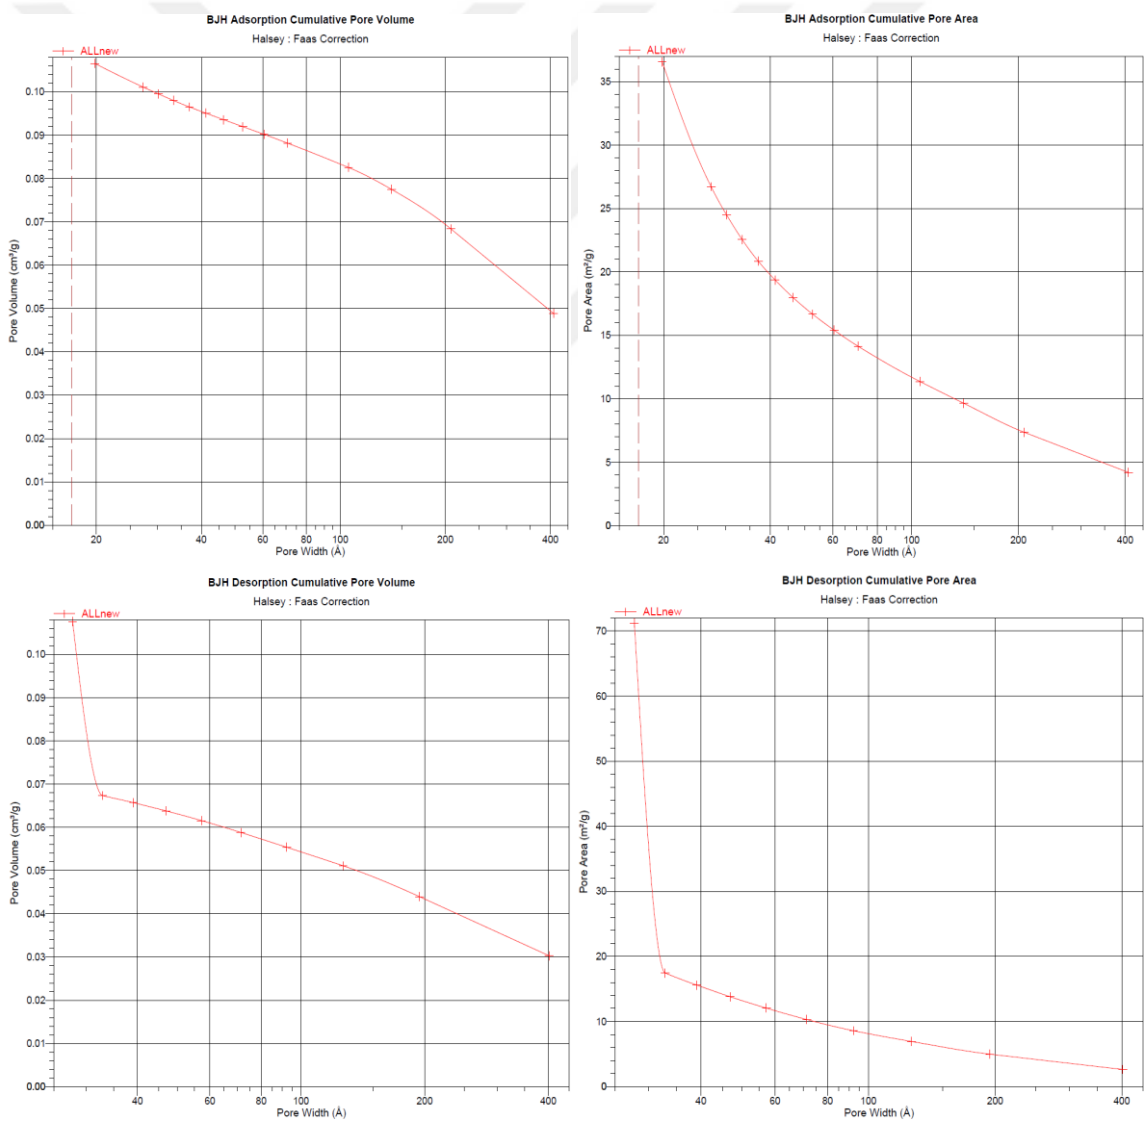 BJH Adsorption Cumulative Pore Volume
Halsey : Faas Correction
ALLnew
0.10
0.09
0.08
0.07
0.06
0.05
0.04
0.03
0.02
0.01
0.00
Pore Volume (cm³/g)
20 40 60 80 100 200 400
Pore Width (Å)
BJH Adsorption Cumulative Pore Area
Halsey : Faas Correction
ALLnew
35
30
25
20
15
10
5
0
Pore Area (m²/g)
20 40 60 80 100 200 400
Pore Width (Å)
BJH Desorption Cumulative Pore Volume
Halsey : Faas Correction
ALLnew
0.10
0.09
0.08
0.07
0.06
0.05
0.04
0.03
0.02
0.01
0.00
Pore Volume (cm³/g)
40 60 80 100 200 400
Pore Width (Å)
BJH Desorption Cumulative Pore Area
Halsey : Faas Correction
ALLnew
70
60
50
40
30
20
10
0
Pore Area (m²/g)
40 60 80 100 200 400
Pore Width (Å)